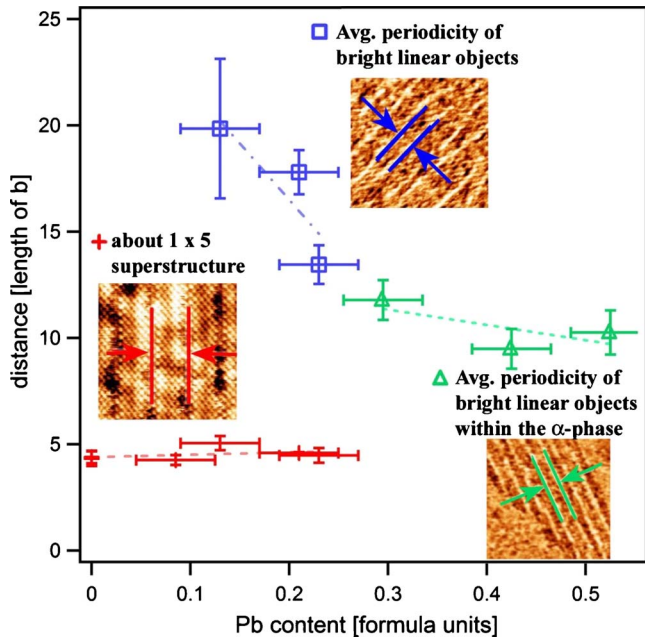 25
20
15
10
5
0
distance [length of b]
Avg. periodicity of
bright linear objects
about 1 x 5
superstructure
Avg. periodicity of
bright linear objects
within the α-phase
0
0.1
0.2
0.3
0.4
0.5
Pb content [formula units]